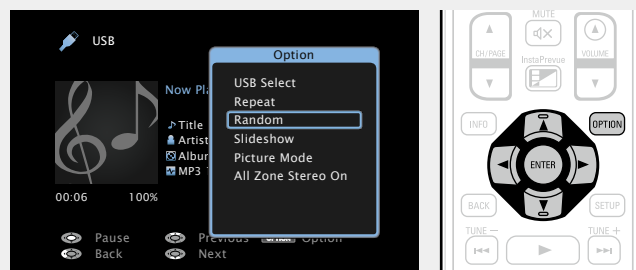 USB
Option
USB Select
Repeat
Random
Slideshow
Picture Mode
All Zone Stereo On
Now Pla
Title
Artist
Album
MP3
00:06 100%
Pause
Previous
OPTION Option
Back
Next
MUTE
CH/PAGE
InstaPrevue
VOLUME
INFO
OPTION
ENTER
BACK
SETUP
TUNE −
TUNE +